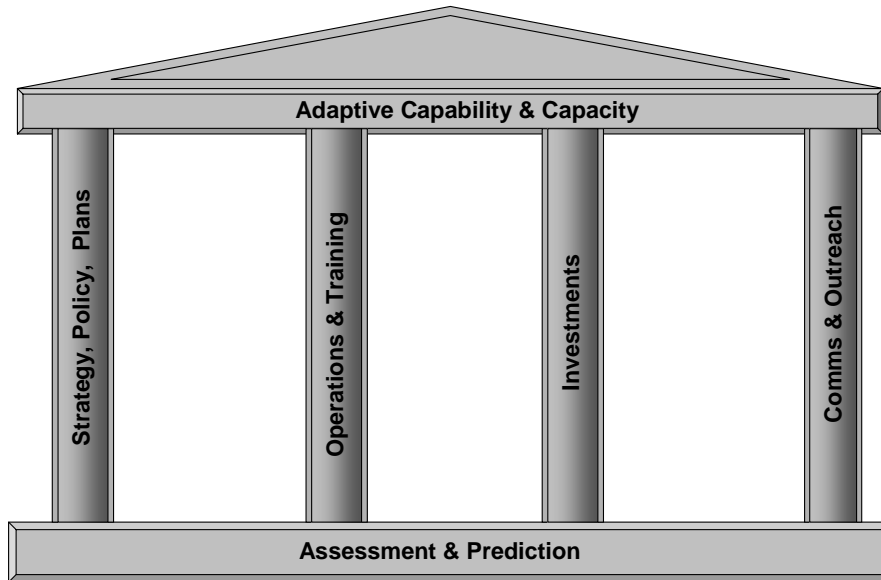 Adaptive Capability & Capacity
Strategy, Policy, Plans
Operations & Training
Investments
Comms & Outreach
Assessment & Prediction